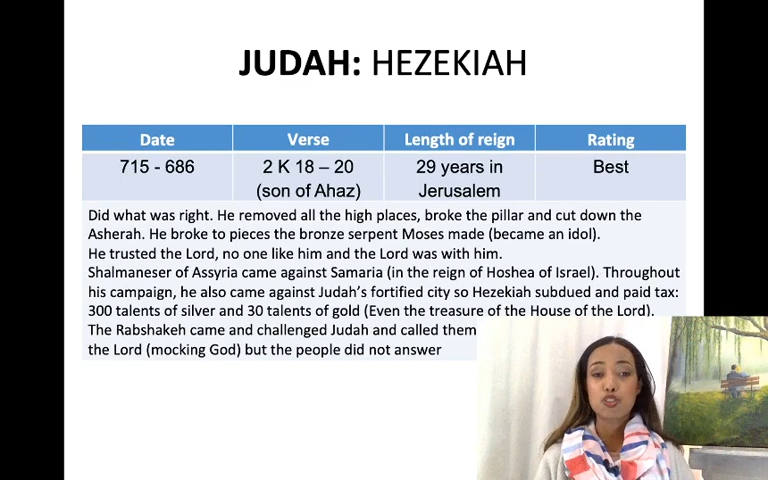 JUDAH: HEZEKIAH
Date Verse Length of reign Rating
715 - 686 2 K 18 – 20 29 years in Best
(son of Ahaz) Jerusalem
Did what was right. He removed all the high places, broke the pillar and cut down the
Asherah. He broke to pieces the bronze serpent Moses made (became an idol).
He trusted the Lord, no one like him and the Lord was with him.
Shalmaneser of Assyria came against Samaria (in the reign of Hoshea of Israel). Throughout
his campaign, he also came against Judah's fortified city so Hezekiah subdued and paid tax:
300 talents of silver and 30 talents of gold (Even the treasure of the House of the Lord).
The Rabshakeh came and challenged Judah and called them
the Lord (mocking God) but the people did not answer